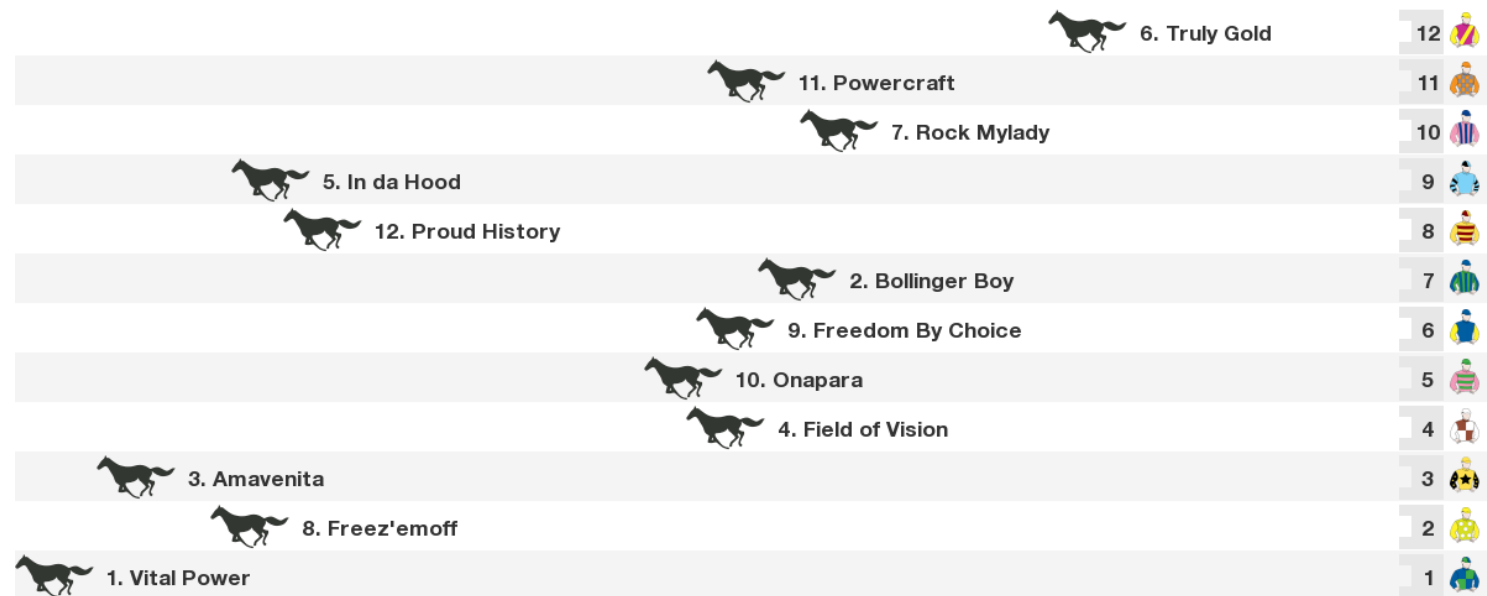 6. Truly Gold 12
11. Powercraft 11
7. Rock Mylady 10
5. In da Hood 9
12. Proud History 8
2. Bollinger Boy 7
9. Freedom By Choice 6
10. Onapara 5
4. Field of Vision 4
3. Amavenita 3
8. Freez'emoff 2
1. Vital Power 1